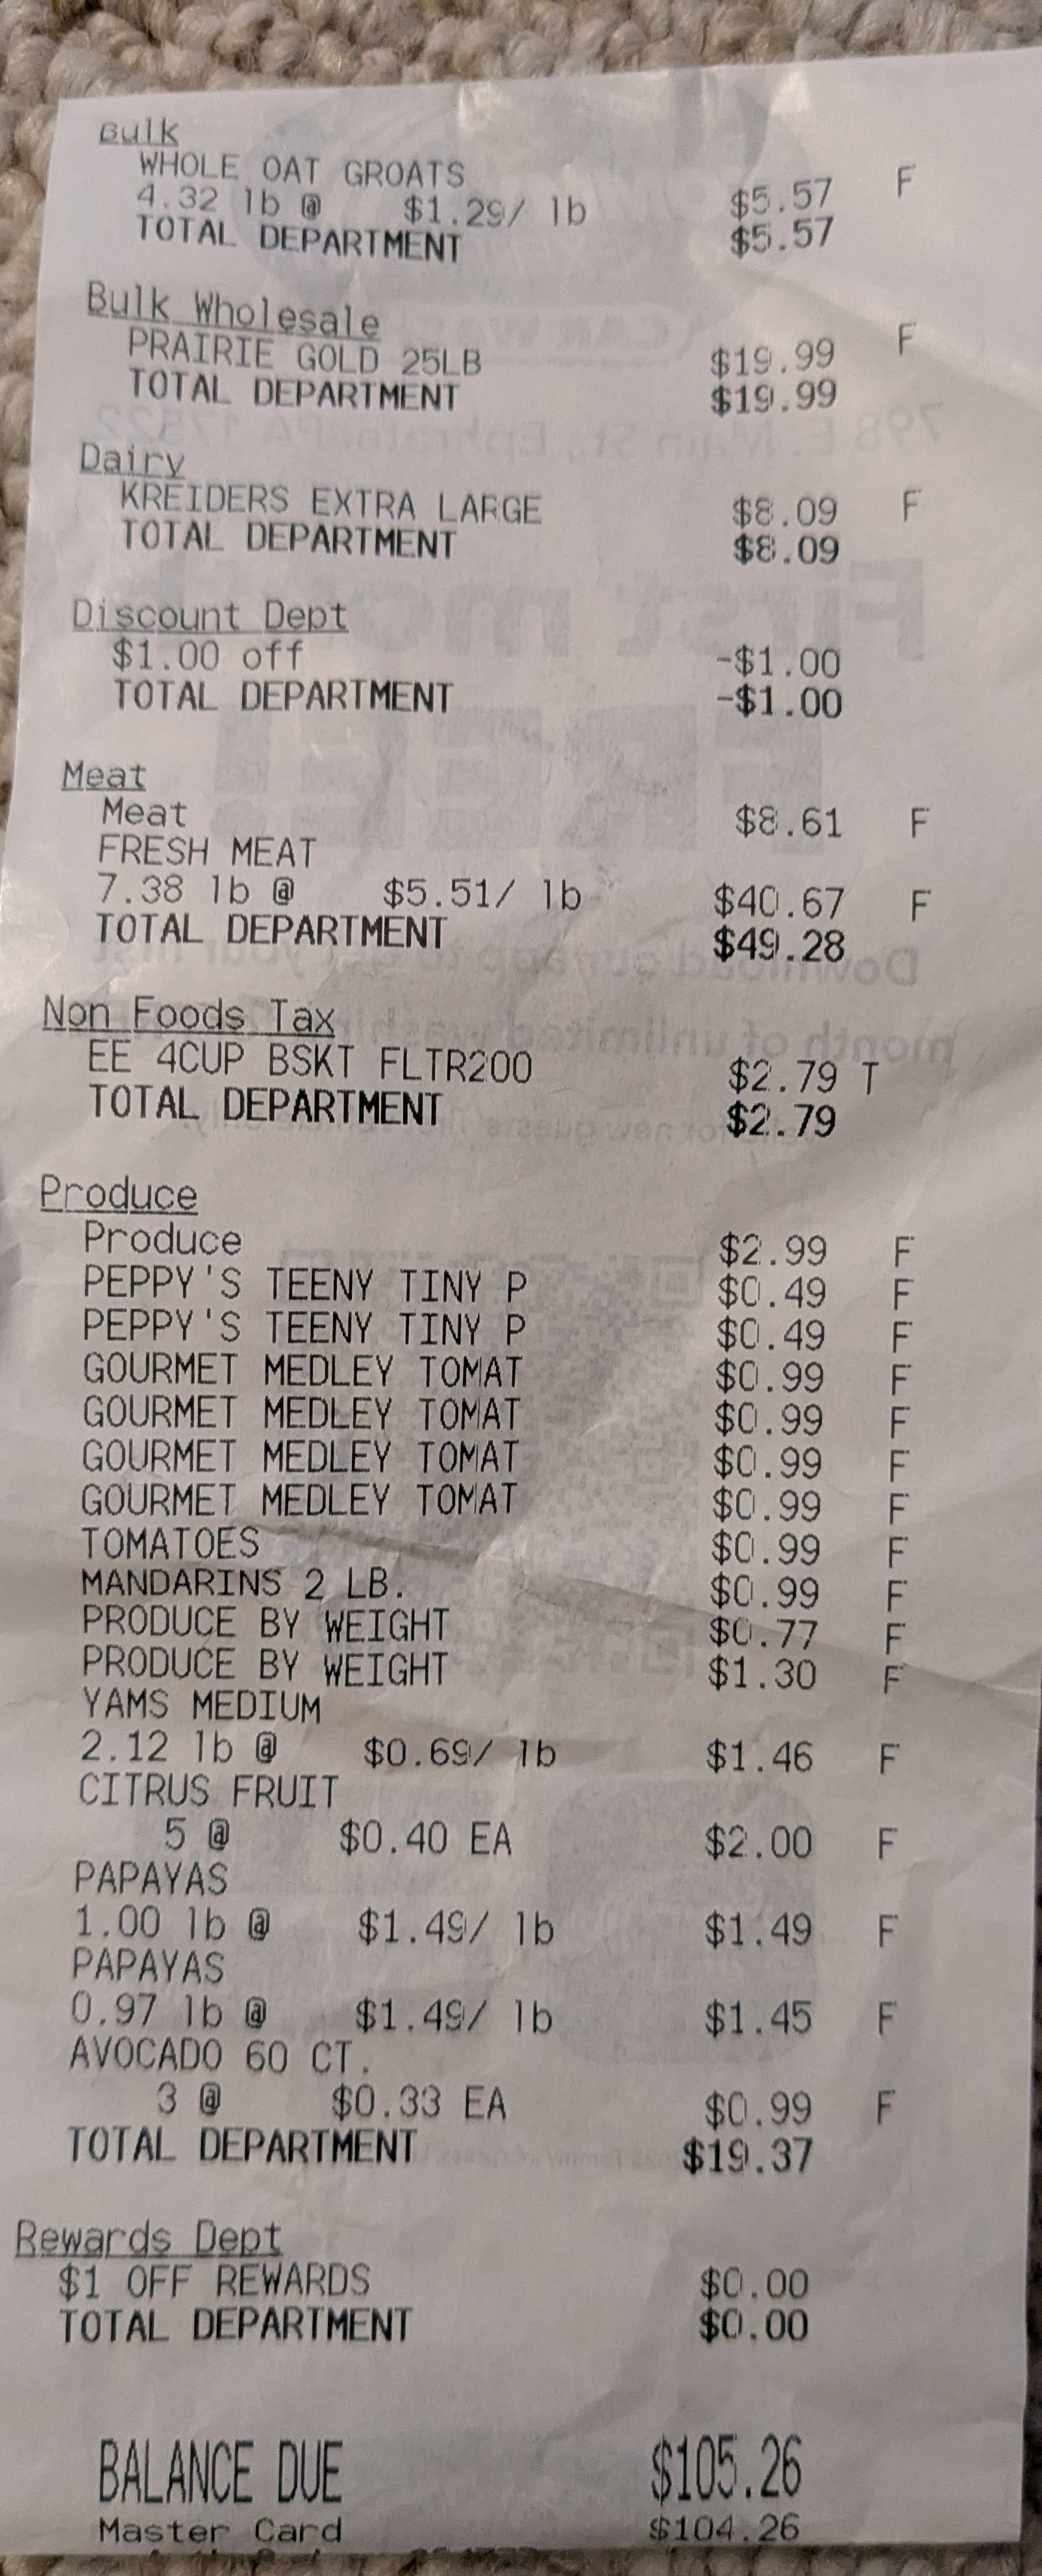 Bulk
WHOLE OAT GROATS F
4.32 lb @ $1.29/ lb $5.57
TOTAL DEPARTMENT $5.57
Bulk Wholesale
PRAIRIE GOLD 25LB $19.99 F
TOTAL DEPARTMENT $19.99
Dairy
KREIDERS EXTRA LARGE $8.09 F
TOTAL DEPARTMENT $8.09
Discount Dept
$1.00 off -$1.00
TOTAL DEPARTMENT -$1.00
Meat
Meat $8.61 F
FRESH MEAT
7.38 lb @ $5.51/ lb $40.67 F
TOTAL DEPARTMENT $49.28
Non Foods Tax
EE 4CUP BSKT FLTR200 $2.79 T
TOTAL DEPARTMENT $2.79
Produce
Produce $2.99 F
PEPPY'S TEENY TINY P $0.49 F
PEPPY'S TEENY TINY P $0.49 F
GOURMET MEDLEY TOMAT $0.99 F
GOURMET MEDLEY TOMAT $0.99 F
GOURMET MEDLEY TOMAT $0.99 F
GOURMET MEDLEY TOMAT $0.99 F
TOMATOES $0.99 F
MANDARINS 2 LB. $0.99 F
PRODUCE BY WEIGHT $0.77 F
PRODUCE BY WEIGHT $1.30 F
YAMS MEDIUM
2.12 lb @ $0.69/ lb $1.46 F
CITRUS FRUIT
5 @ $0.40 EA $2.00 F
PAPAYAS
1.00 lb @ $1.49/ lb $1.49 F
PAPAYAS
0.97 lb @ $1.49/ lb $1.45 F
AVOCADO 60 CT.
3 @ $0.33 EA $0.99 F
TOTAL DEPARTMENT $19.37
Rewards Dept
$1 OFF REWARDS $0.00
TOTAL DEPARTMENT $0.00
BALANCE DUE $105.26
Master Card $104.26